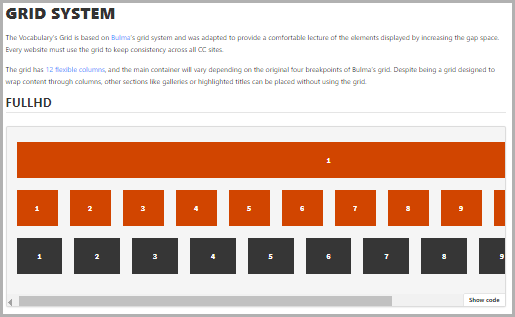 GRID SYSTEM
The Vocabulary's Grid is based on Bulma's grid system and was adapted to provide a comfortable lecture of the elements displayed by increasing the gap space.
Every website must use the grid to keep consistency across all CC sites.
The grid has 12 flexible columns, and the main container will vary depending on the original four breakpoints of Bulma's grid. Despite being a grid designed to
wrap content through columns, other sections like galleries or highlighted titles can be placed without using the grid.
FULLHD
1
1 2 3 4 5 6 7 8 9
1 2 3 4 5 6 7 8 9
Show code